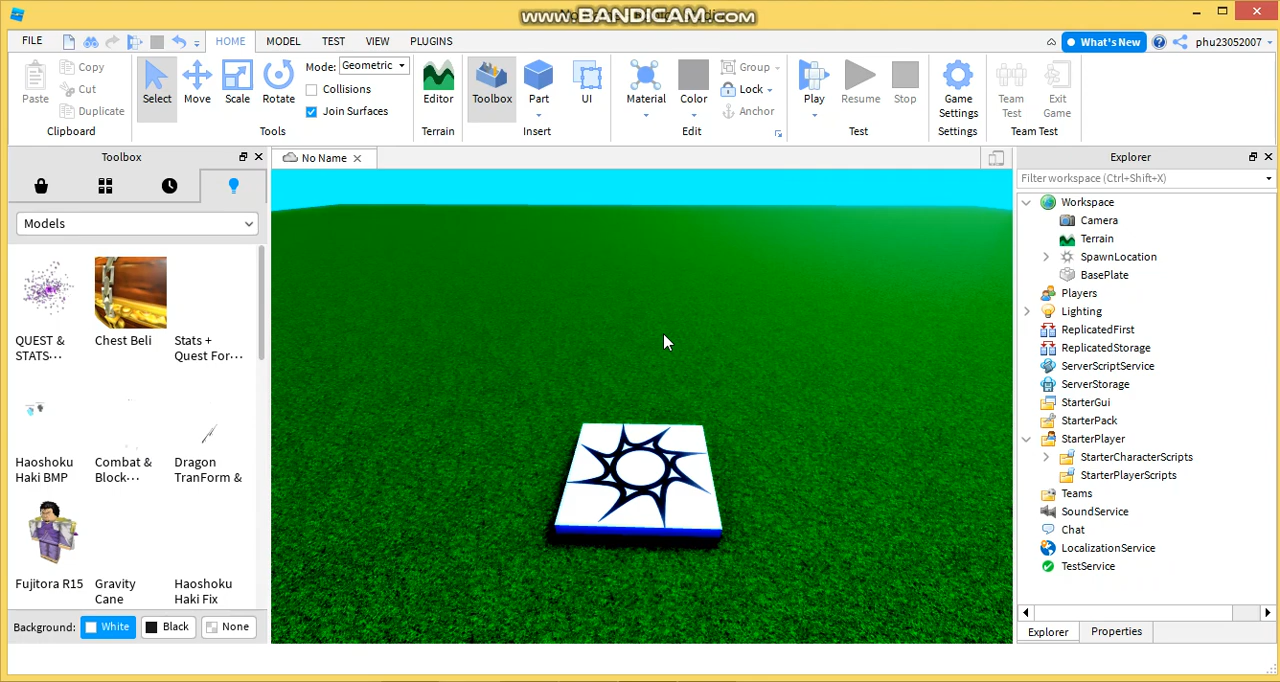 www.BANDICAM.com
FILE
HOME
MODEL
TEST
VIEW
PLUGINS
What's New
phu23052007
Paste
Copy
Cut
Duplicate
Clipboard
Select
Move
Scale
Rotate
Mode: Geometric
Collisions
Join Surfaces
Tools
Editor
Terrain
Toolbox
Part
UI
Insert
Material
Color
Group
Lock
Anchor
Edit
Play
Resume
Stop
Test
Game
Settings
Settings
Team
Test
Exit
Game
Team Test
Toolbox
Models
QUEST &
STATS...
Chest Beli
Stats +
Quest For...
Haoshoku
Haki BMP
Combat &
Block...
Dragon
TranForm &
Fujitora R15
Gravity
Cane
Haoshoku
Haki Fix
Background: White Black None
No Name
Explorer
Filter workspace (Ctrl+Shift+X)
Workspace
Camera
Terrain
SpawnLocation
BasePlate
Players
Lighting
ReplicatedFirst
ReplicatedStorage
ServerScriptService
ServerStorage
StarterGui
StarterPack
StarterPlayer
StarterCharacterScripts
StarterPlayerScripts
Teams
SoundService
Chat
LocalizationService
TestService
Explorer
Properties